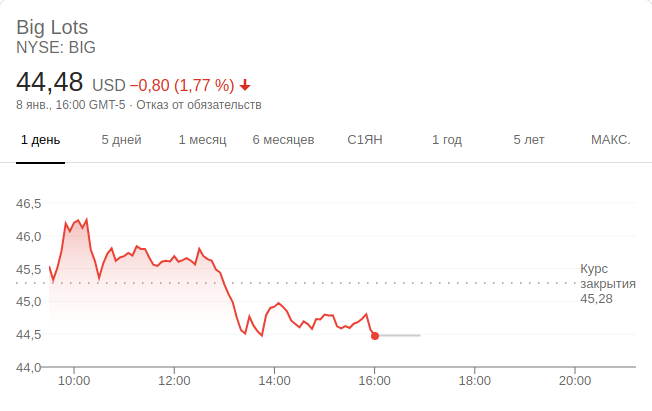 Big Lots
NYSE: BIG
44,48 USD −0,80 (1,77 %)
8 янв., 16:00 GMT-5 · Отказ от обязательств
1 день 5 дней 1 месяц 6 месяцев С1ЯН 1 год 5 лет МАКС.
46,5
46,0
45,5
45,0
44,5
44,0
Курс
закрытия
45,28
10:00 12:00 14:00 16:00 18:00 20:00